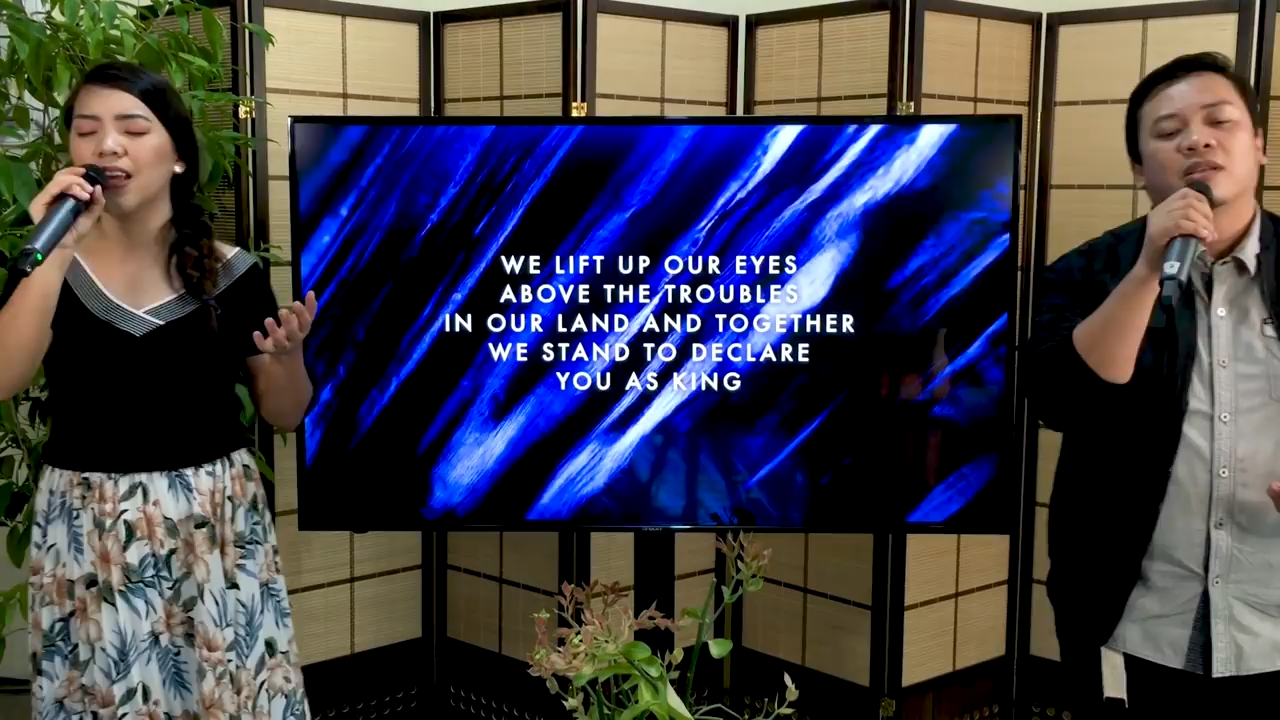 WE LIFT UP OUR EYES
ABOVE THE TROUBLES
IN OUR LAND AND TOGETHER
WE STAND TO DECLARE
YOU AS KING